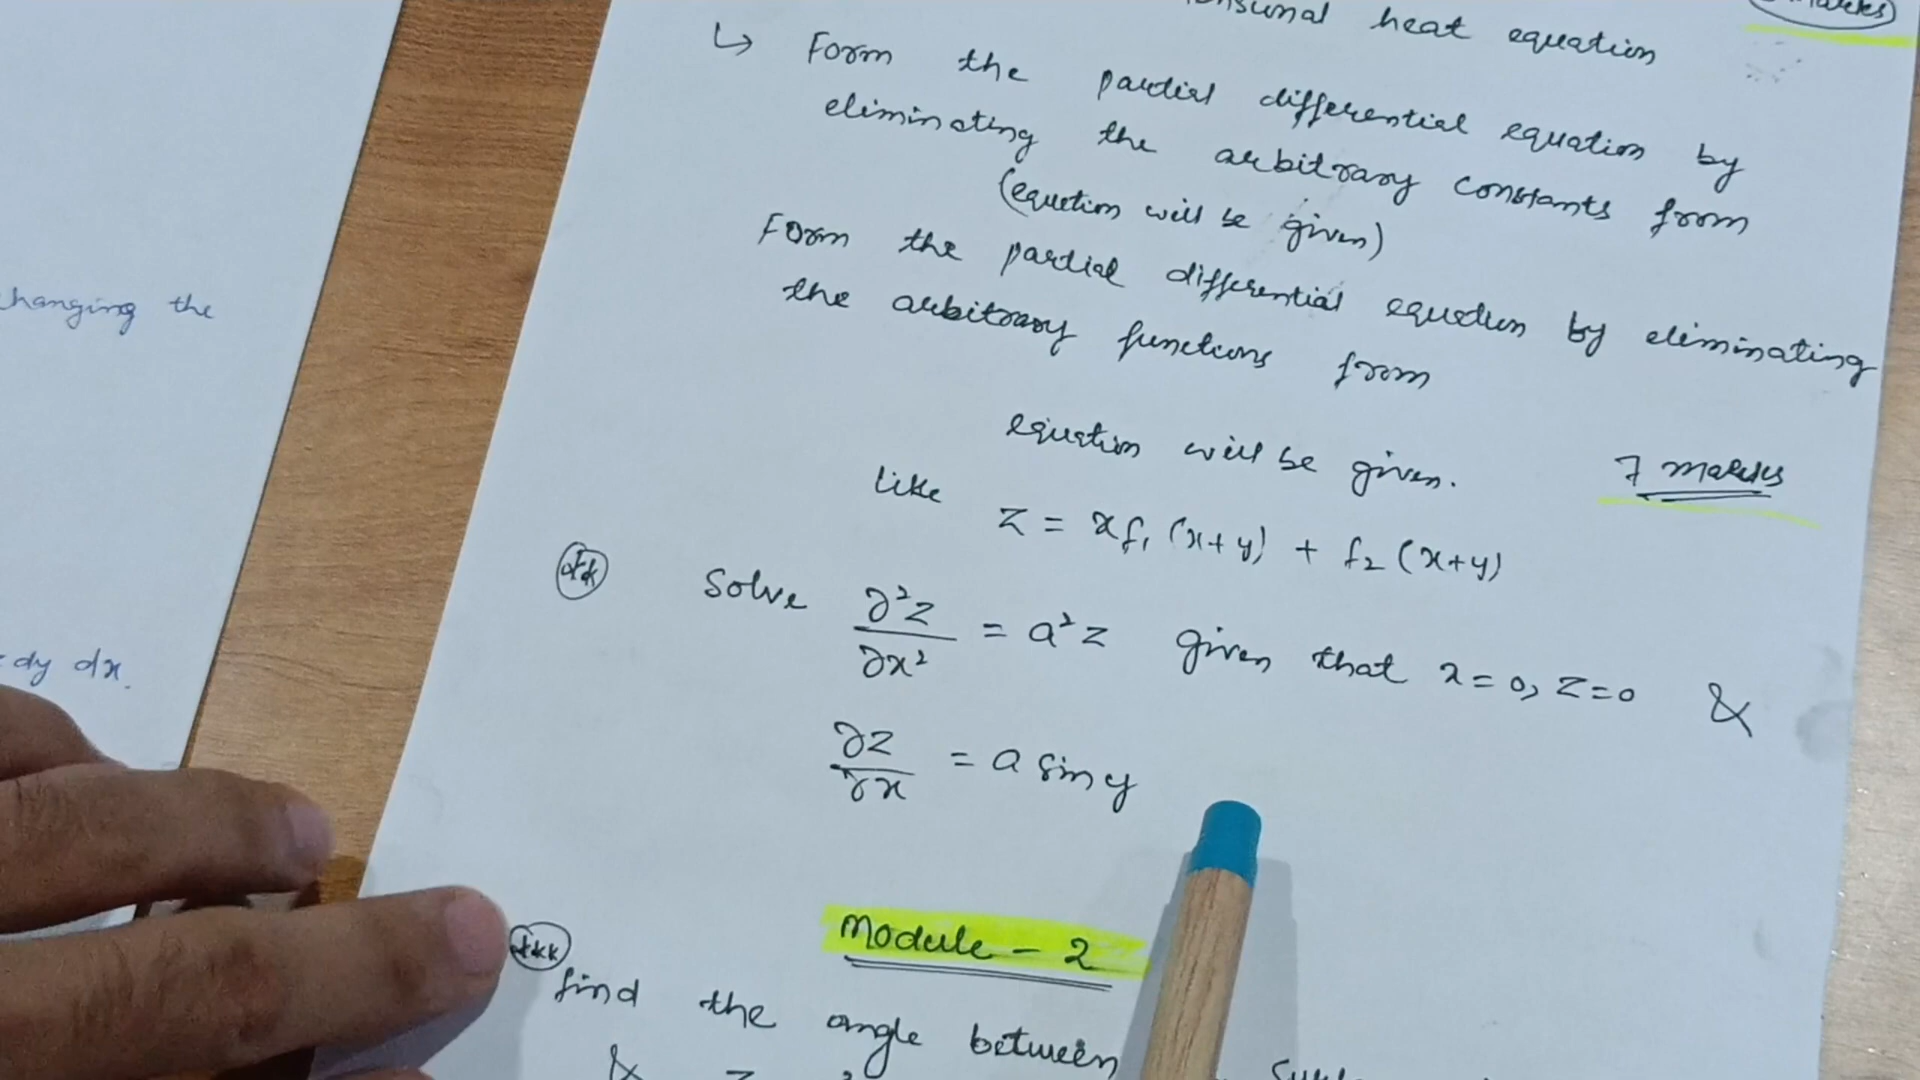 heat equation
↳ Form the partial differential equation by
eliminating the arbitrary constants from
(equation will be given)
Form the partial differential equation by eliminating
the arbitrary functions from
equation will be given.
7 marks
like z = x f₁ (x+y) + f₂ (x+y)
** Solve ∂²z/∂x² = a²z given that x=0, z=0 &
∂z/∂x = a sin y
Module - 2
*** find the angle between
&
changing the
dy dx.